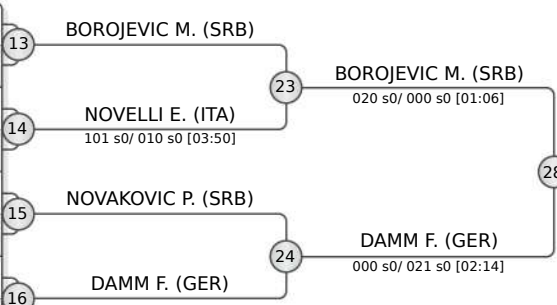 BOROJEVIC M. (SRB)
13
23
BOROJEVIC M. (SRB)
020 s0/ 000 s0 [01:06]
NOVELLI E. (ITA)
14
101 s0/ 010 s0 [03:50]
28
NOVAKOVIC P. (SRB)
15
24
DAMM F. (GER)
000 s0/ 021 s0 [02:14]
DAMM F. (GER)
16